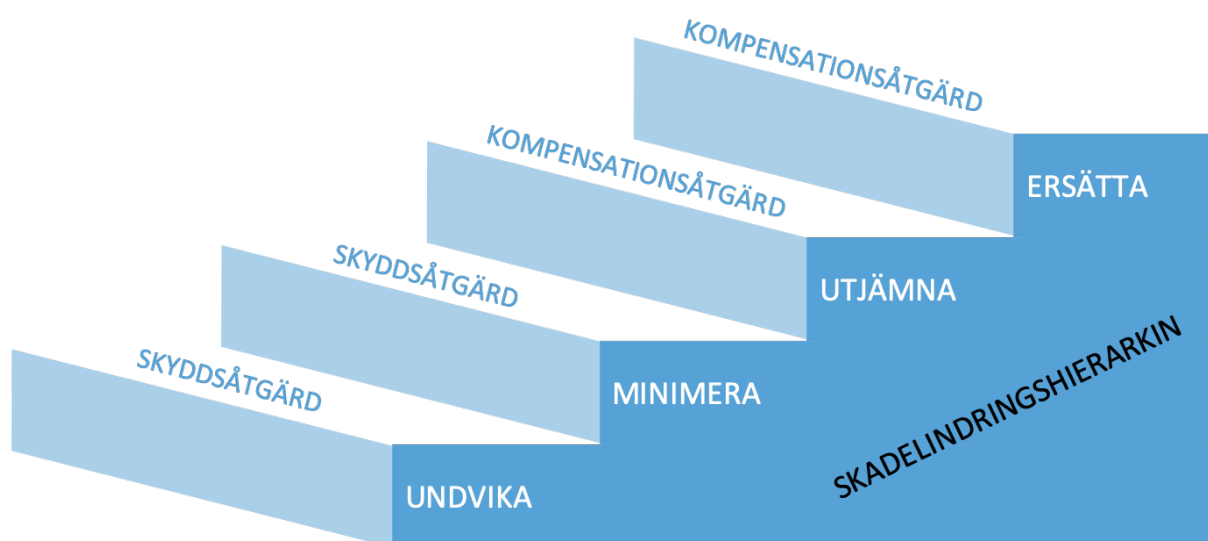 KOMPENSATIONSÅTGÄRD
ERSÄTTA
KOMPENSATIONSÅTGÄRD
UTJÄMNA
SKYDDSÅTGÄRD
MINIMERA
SKYDDSÅTGÄRD
UNDVIKA
SKADELINDRINGSHIERARKIN